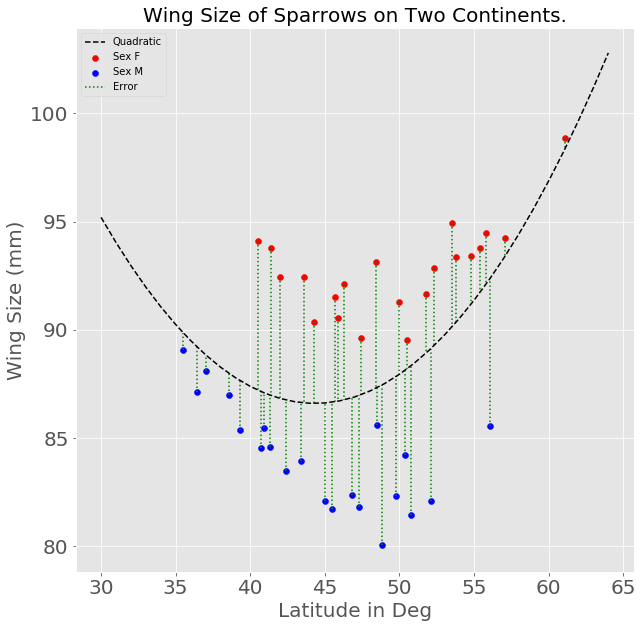 Wing Size of Sparrows on Two Continents.
Quadratic
Sex F
Sex M
Error
Wing Size (mm)
100
95
90
85
80
30 35 40 45 50 55 60 65
Latitude in Deg